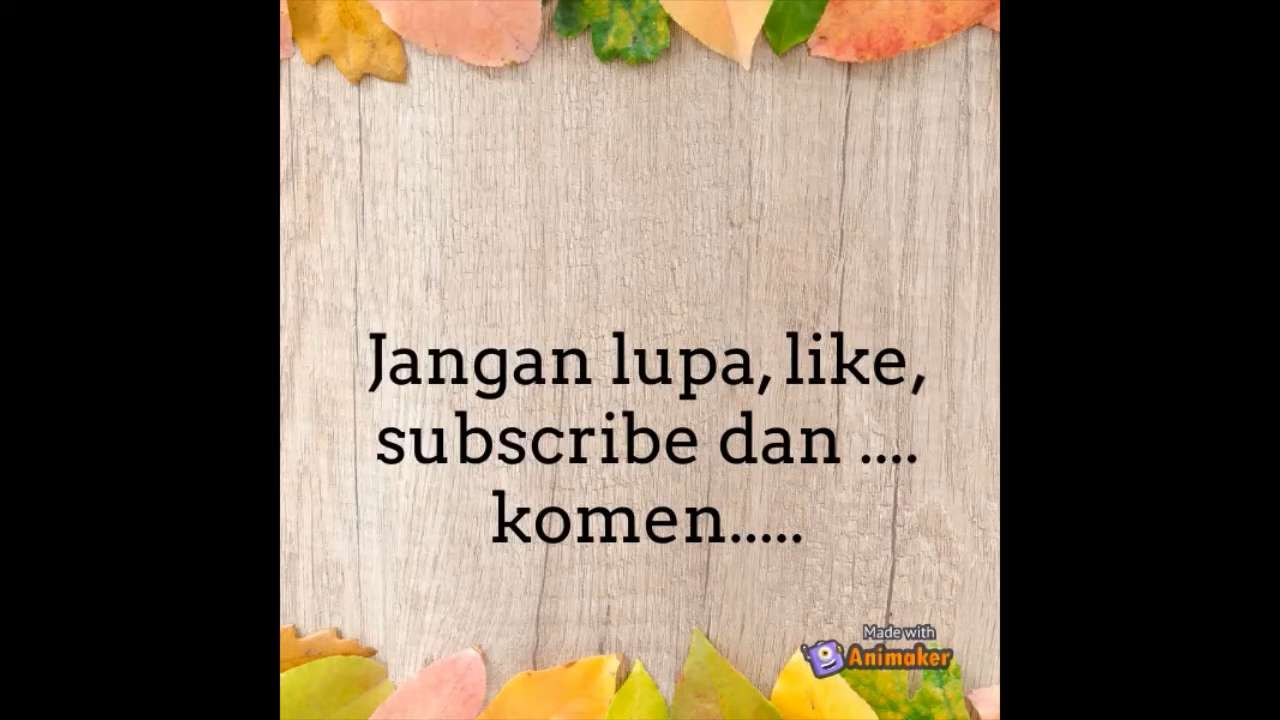 Jangan lupa, like,
subscribe dan ....
komen.....
Made with
Animaker